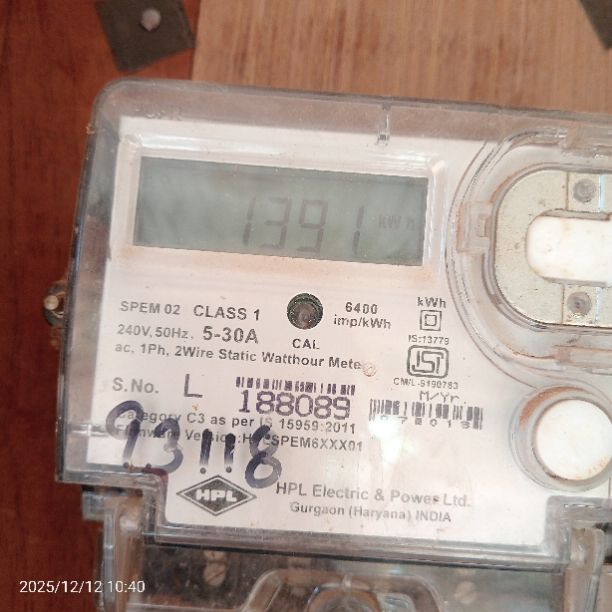 1391 kWh
SPEM 02 CLASS 1
6400 imp/kWh
kWh
240V,50Hz, 5-30A
CAL
IS:13779
ac, 1Ph, 2Wire Static Watthour Meter
ISI
CM/L-5190783
S.No. L
188089
M/Yr.
Category C3 as per IS 15959:2011
93118
HPL
HPL Electric & Power Ltd.
Gurgaon (Haryana) INDIA
2025/12/12 10:40